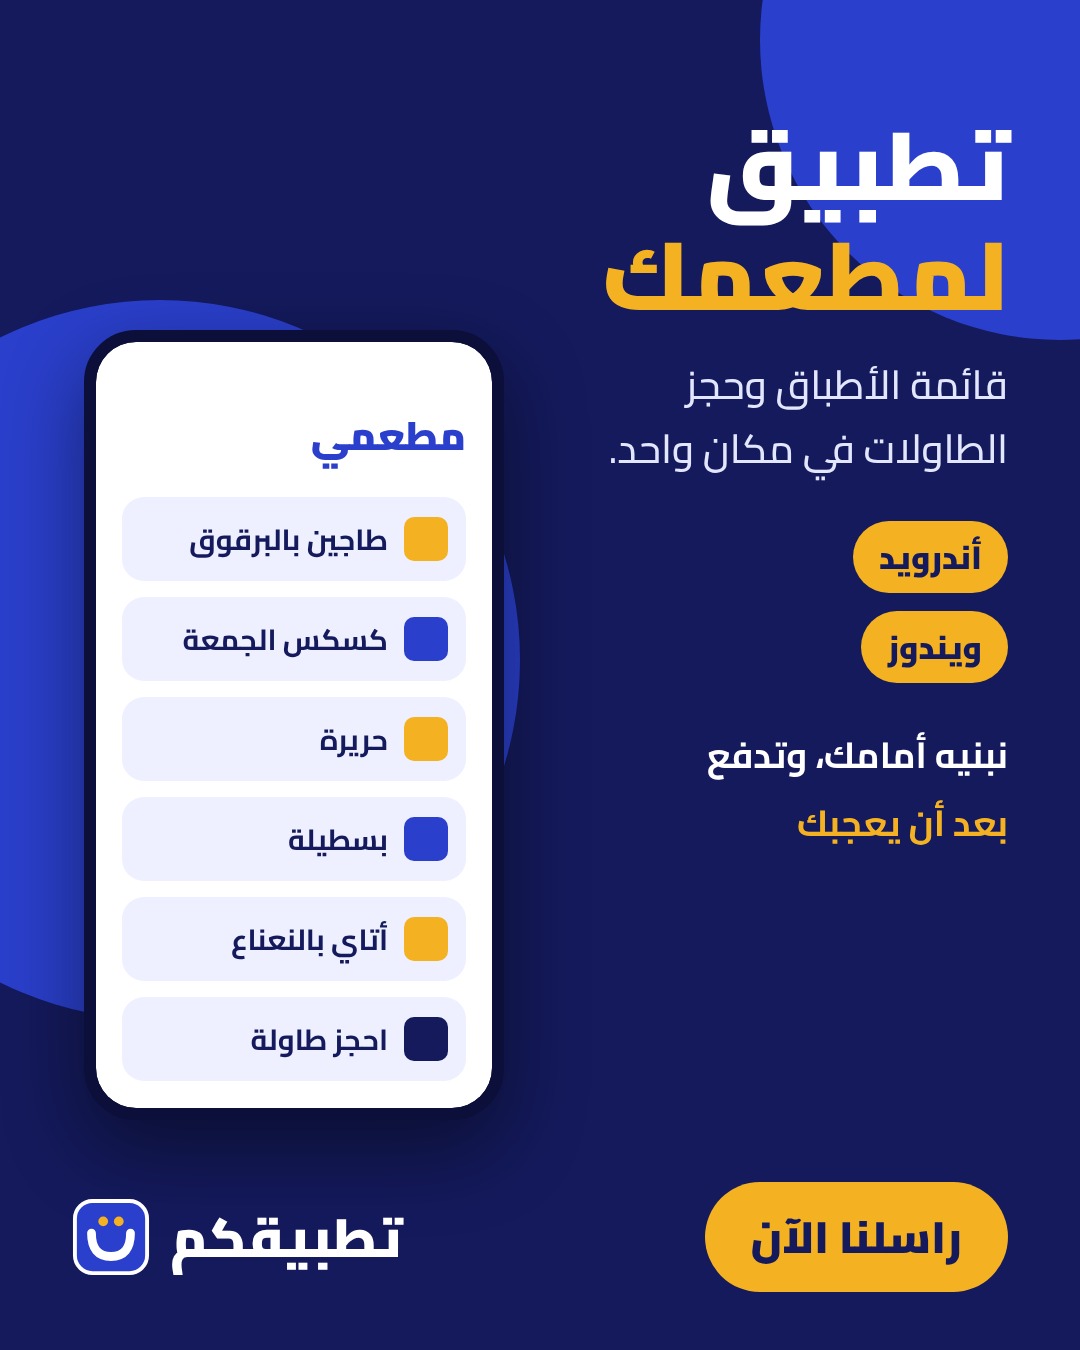 تطبيق
لمطعمك
قائمة الأطباق وحجز
الطاولات في مكان واحد.
أندرويد
ويندوز
نبنيه أمامك، وتدفع
بعد أن يعجبك
مطعمي
طاجين بالبرقوق
كسكس الجمعة
حريرة
بسطيلة
أتاي بالنعناع
احجز طاولة
راسلنا الآن
تطبيقكم